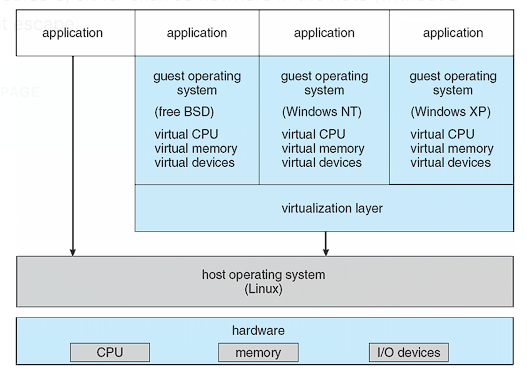 t escape
PAGE
application
application
application
application
guest operating
system
(free BSD)
virtual CPU
virtual memory
virtual devices
guest operating
system
(Windows NT)
virtual CPU
virtual memory
virtual devices
guest operating
system
(Windows XP)
virtual CPU
virtual memory
virtual devices
virtualization layer
host operating system
(Linux)
hardware
CPU
memory
I/O devices